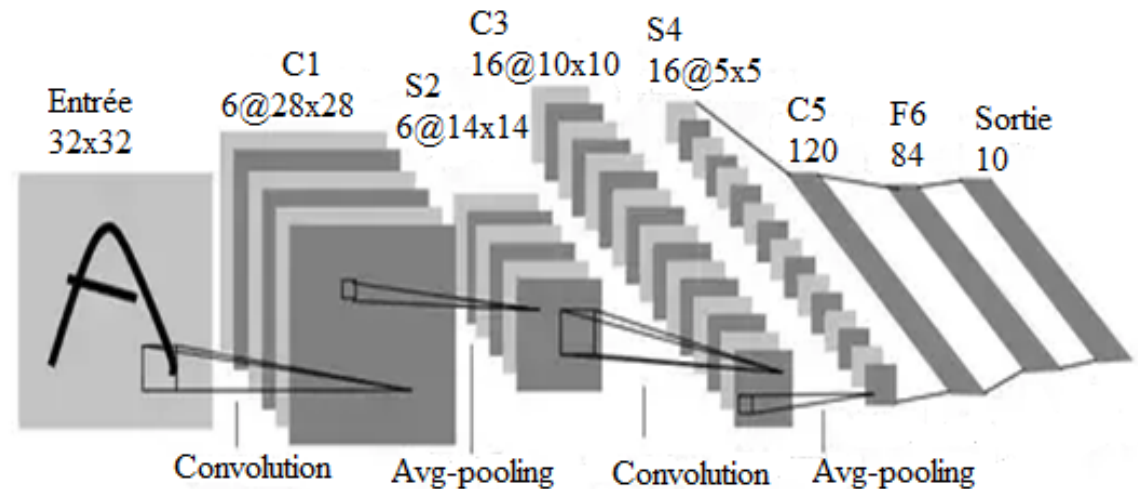 Entrée
32x32
C1
6@28x28
S2
6@14x14
C3
16@10x10
S4
16@5x5
C5
120
F6
84
Sortie
10
Convolution
Avg-pooling
Convolution
Avg-pooling